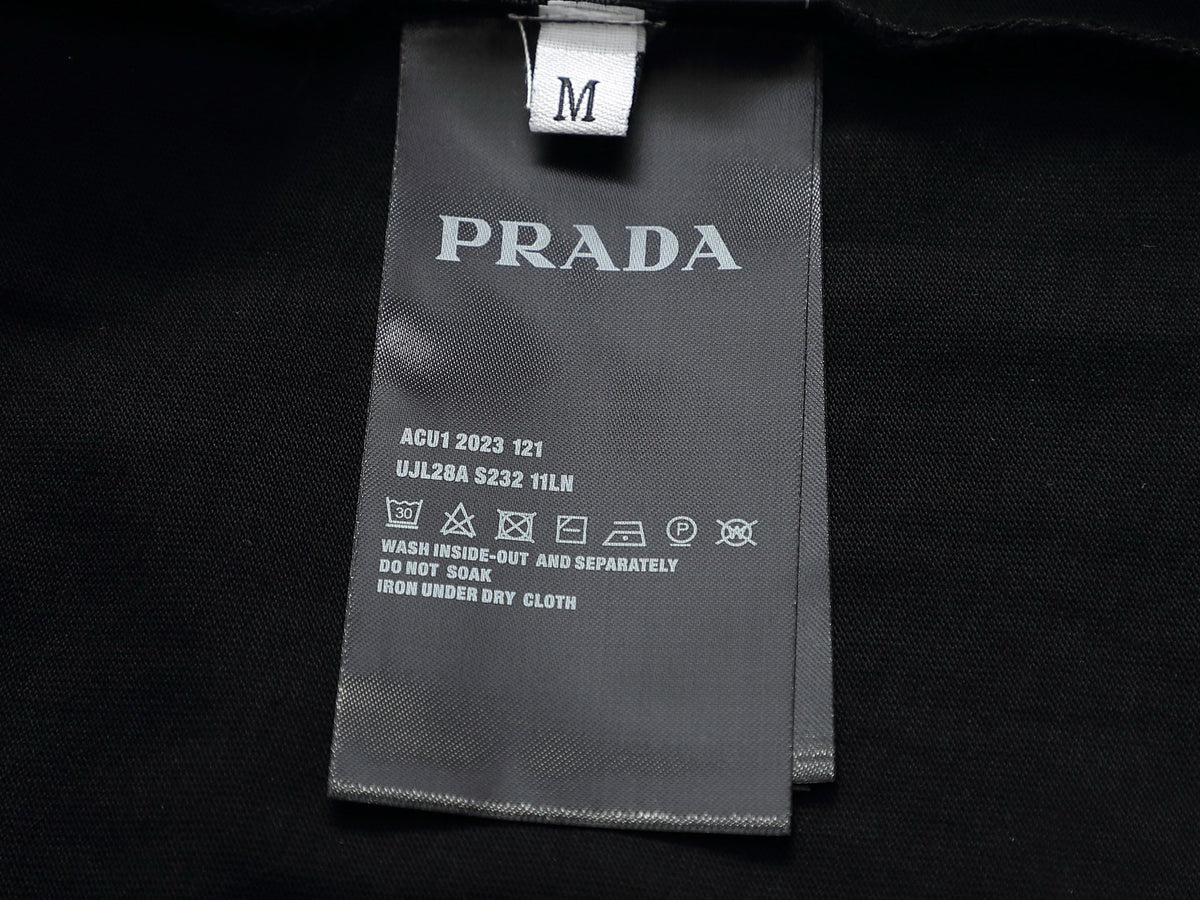 M
PRADA
ACU1 2023 121
UJL28A S232 11LN
30
P
W
WASH INSIDE-OUT AND SEPARATELY
DO NOT SOAK
IRON UNDER DRY CLOTH